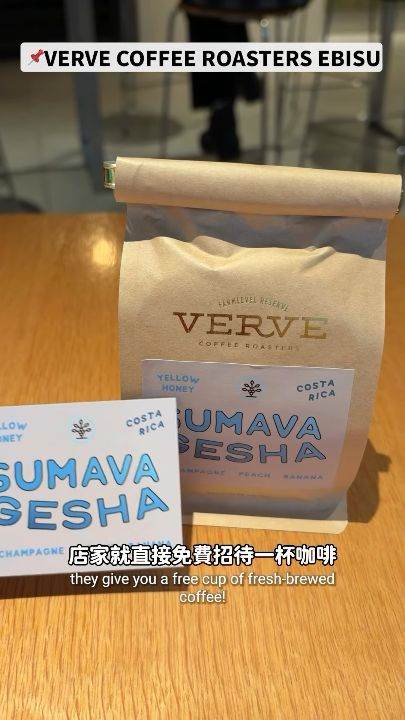 📌VERVE COFFEE ROASTERS EBISU
FARMLEVEL RESERVE
VERVE
COFFEE ROASTERS
YELLOW
HONEY
COSTA
RICA
SUMAVA
GESHA
CHAMPAGNE PEACH BANANA
YELLOW
HONEY
COSTA
RICA
SUMAVA
GESHA
CHAMPAGNE
BANANA
店家就直接免費招待一杯咖啡
they give you a free cup of fresh-brewed
coffee!